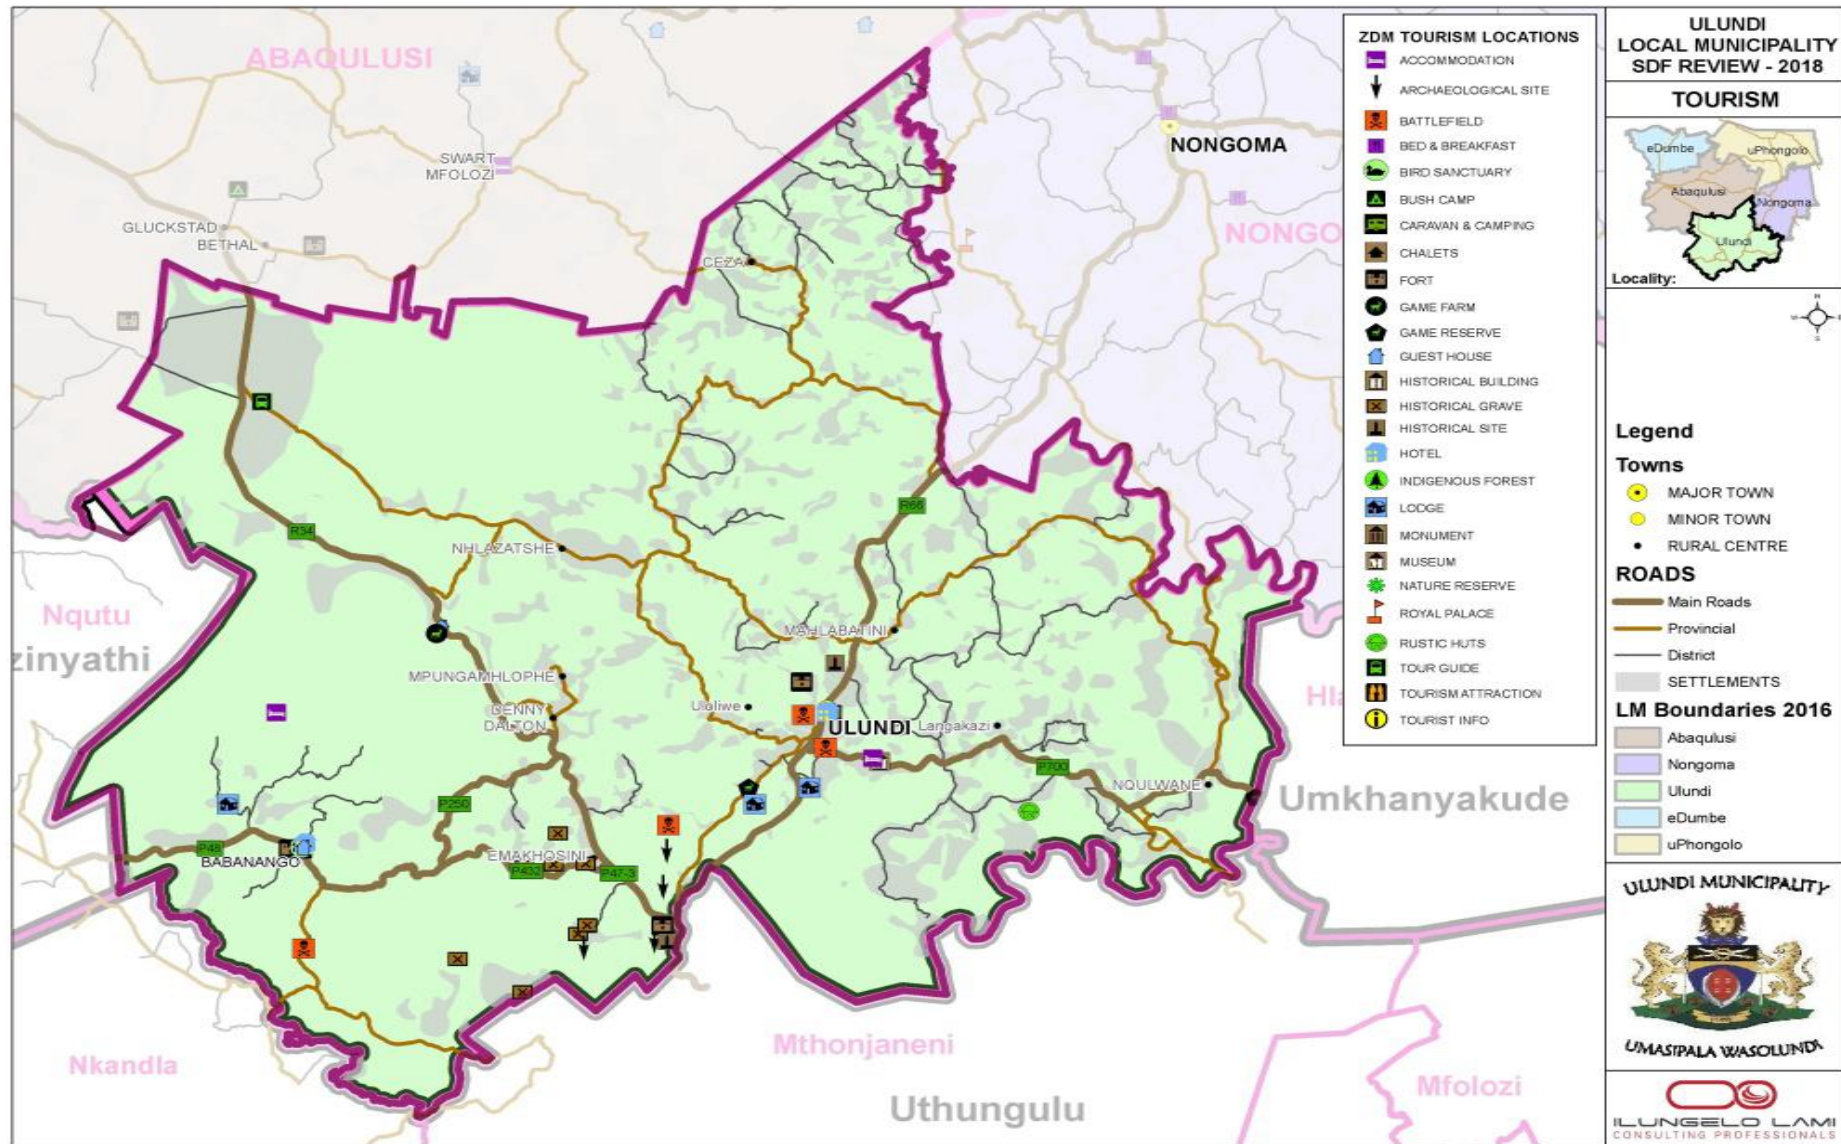 ABAQULUSI
SWART
MFOLOZI
GLUCKSTAD
BETHAL
NONGOMA
NONGO
CEZA
R34
R66
NHLAZATSHE
Nqutu
zinyathi
MAHLABATINI
MPUNGAMHLOPHE
DENNY
DALTON
ULUNDI
Langakazi
P700
NQULWANE
Hla
Umkhanyakude
P250
P48
BABANANGO
EMAKHOSINI
P432
P47-3
Nkandla
Mthonjaneni
Uthungulu
Mfolozi
ZDM TOURISM LOCATIONS
ACCOMMODATION
ARCHAEOLOGICAL SITE
BATTLEFIELD
BED & BREAKFAST
BIRD SANCTUARY
BUSH CAMP
CARAVAN & CAMPING
CHALETS
FORT
GAME FARM
GAME RESERVE
GUEST HOUSE
HISTORICAL BUILDING
HISTORICAL GRAVE
HISTORICAL SITE
HOTEL
INDIGENOUS FOREST
LODGE
MONUMENT
MUSEUM
NATURE RESERVE
ROYAL PALACE
RUSTIC HUTS
TOUR GUIDE
TOURISM ATTRACTION
TOURIST INFO
ULUNDI
LOCAL MUNICIPALITY
SDF REVIEW - 2018
TOURISM
eDumbe
uPhongolo
Abaqulusi
Nongoma
Ulundi
Locality:
N
W
E
S
Legend
Towns
MAJOR TOWN
MINOR TOWN
RURAL CENTRE
ROADS
Main Roads
Provincial
District
SETTLEMENTS
LM Boundaries 2016
Abaqulusi
Nongoma
Ulundi
eDumbe
uPhongolo
ULUNDI MUNICIPALITY
UMASIPALA WASOLUNDI
ILUNGELO LAMI
CONSULTING PROFESSIONALS